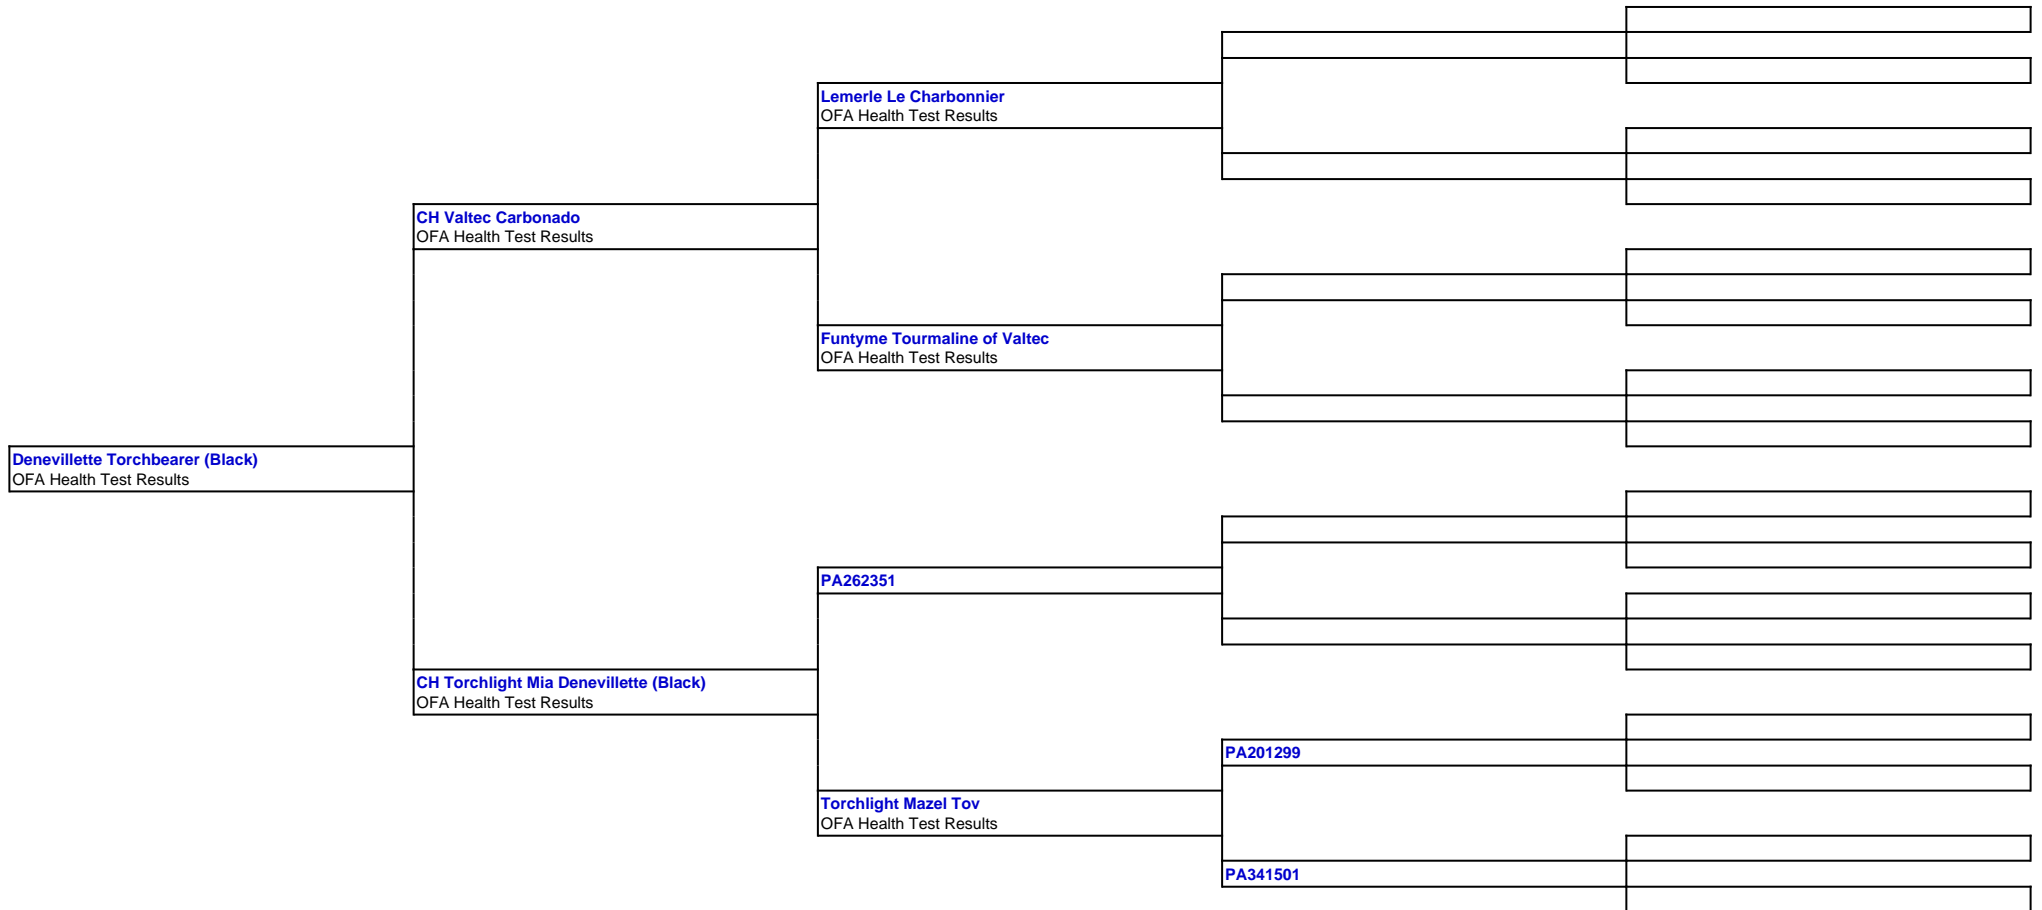 Lemerle Le Charbonnier
OFA Health Test Results
CH Valtec Carbonado
OFA Health Test Results
Funtyme Tourmaline of Valtec
OFA Health Test Results
Denevillette Torchbearer (Black)
OFA Health Test Results
PA262351
CH Torchlight Mia Denevillette (Black)
OFA Health Test Results
PA201299
Torchlight Mazel Tov
OFA Health Test Results
PA341501